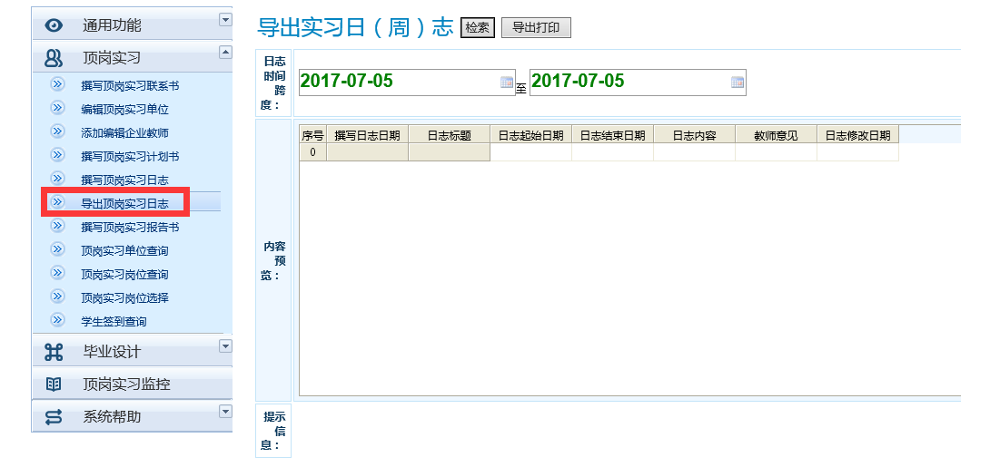 通用功能
顶岗实习
撰写顶岗实习联系书
编辑顶岗实习单位
添加编辑企业教师
撰写顶岗实习计划书
撰写顶岗实习日志
导出顶岗实习日志
撰写顶岗实习报告书
顶岗实习单位查询
顶岗实习岗位查询
顶岗实习岗位选择
学生签到查询
毕业设计
顶岗实习监控
系统帮助
导出实习日（周）志 检索 导出打印
日志
时间
跨
度：
2017-07-05 至 2017-07-05
内容
预
览：
序号 撰写日志日期 日志标题 日志起始日期 日志结束日期 日志内容 教师意见 日志修改日期
0
提示
信
息：